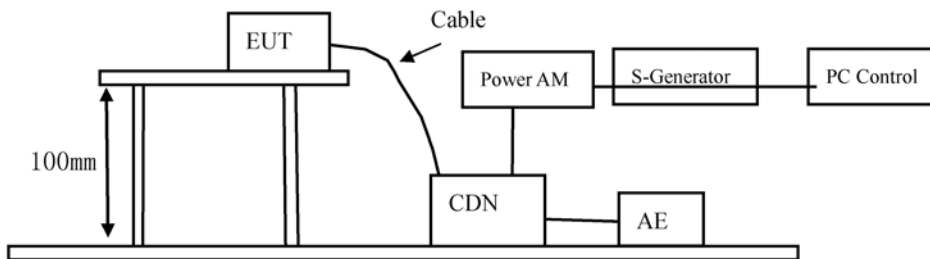 Cable
EUT
Power AM
S-Generator
PC Control
100mm
CDN
AE